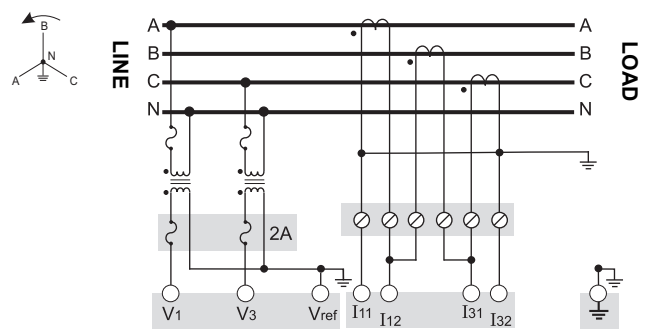 B
N
A C
LINE
A A
B B
C C
N N
LOAD
2A
V1 V3 Vref I11 I12 I31 I32